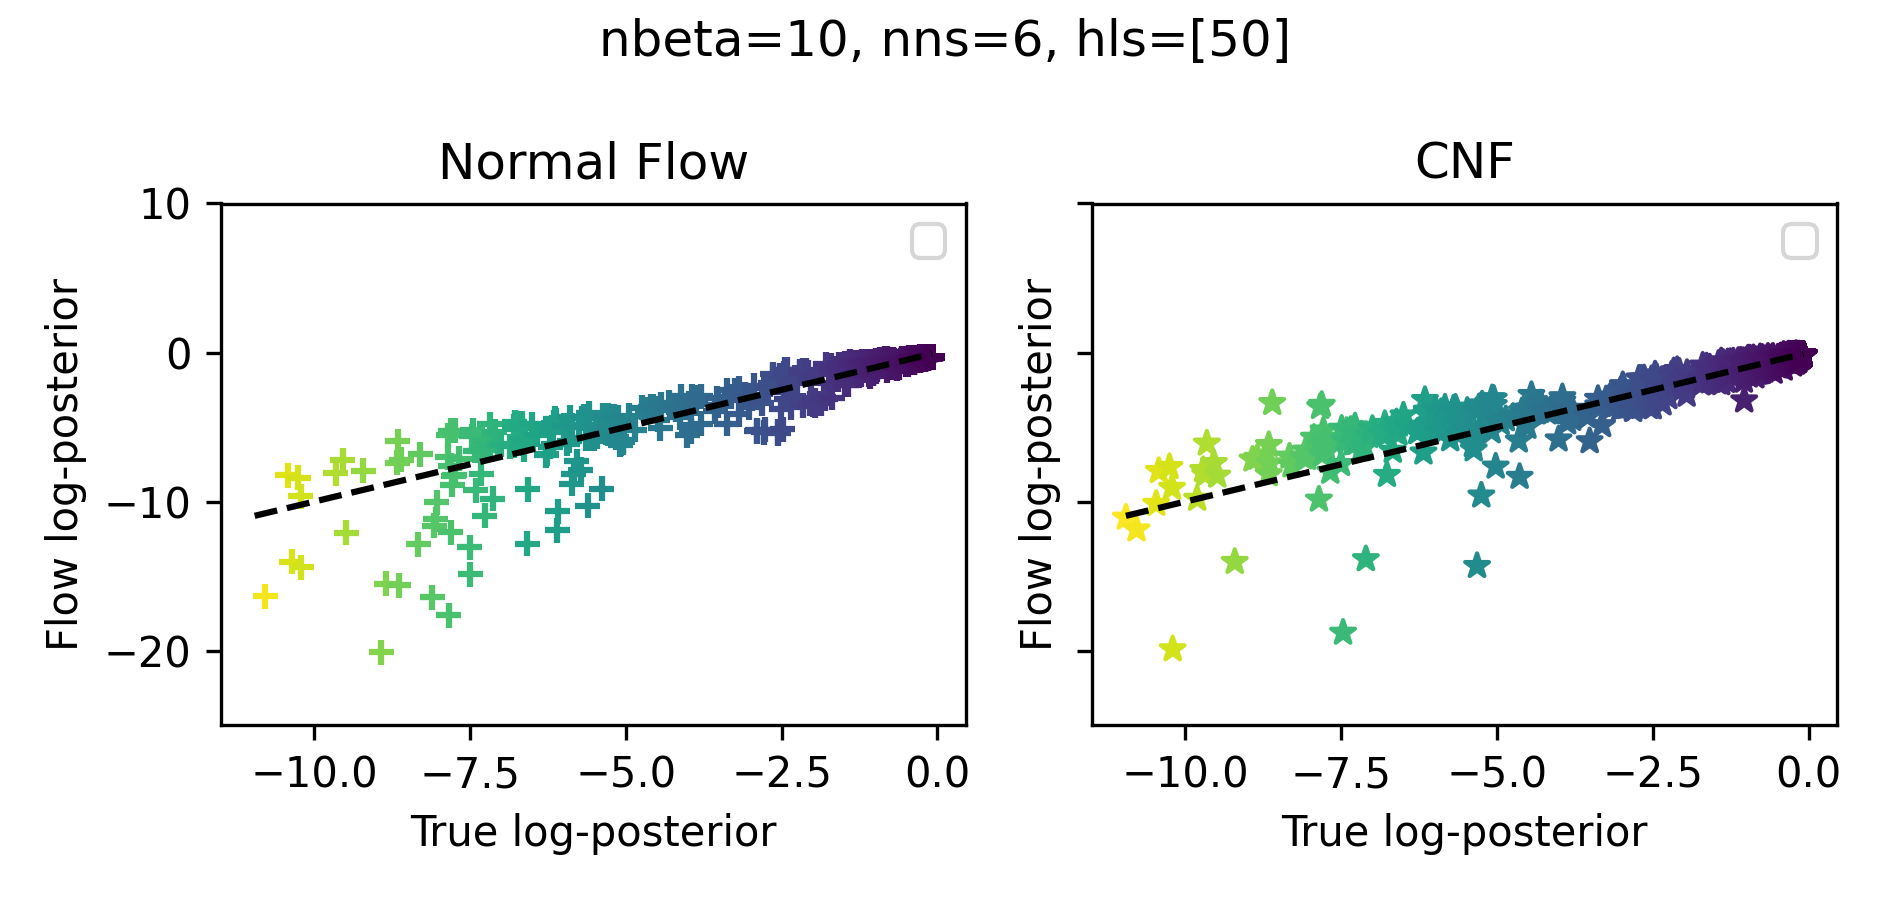 nbeta=10, nns=6, hls=[50]
Normal Flow
CNF
10
0
−10
−20
Flow log-posterior
Flow log-posterior
−10.0 −7.5 −5.0 −2.5 0.0
−10.0 −7.5 −5.0 −2.5 0.0
True log-posterior
True log-posterior